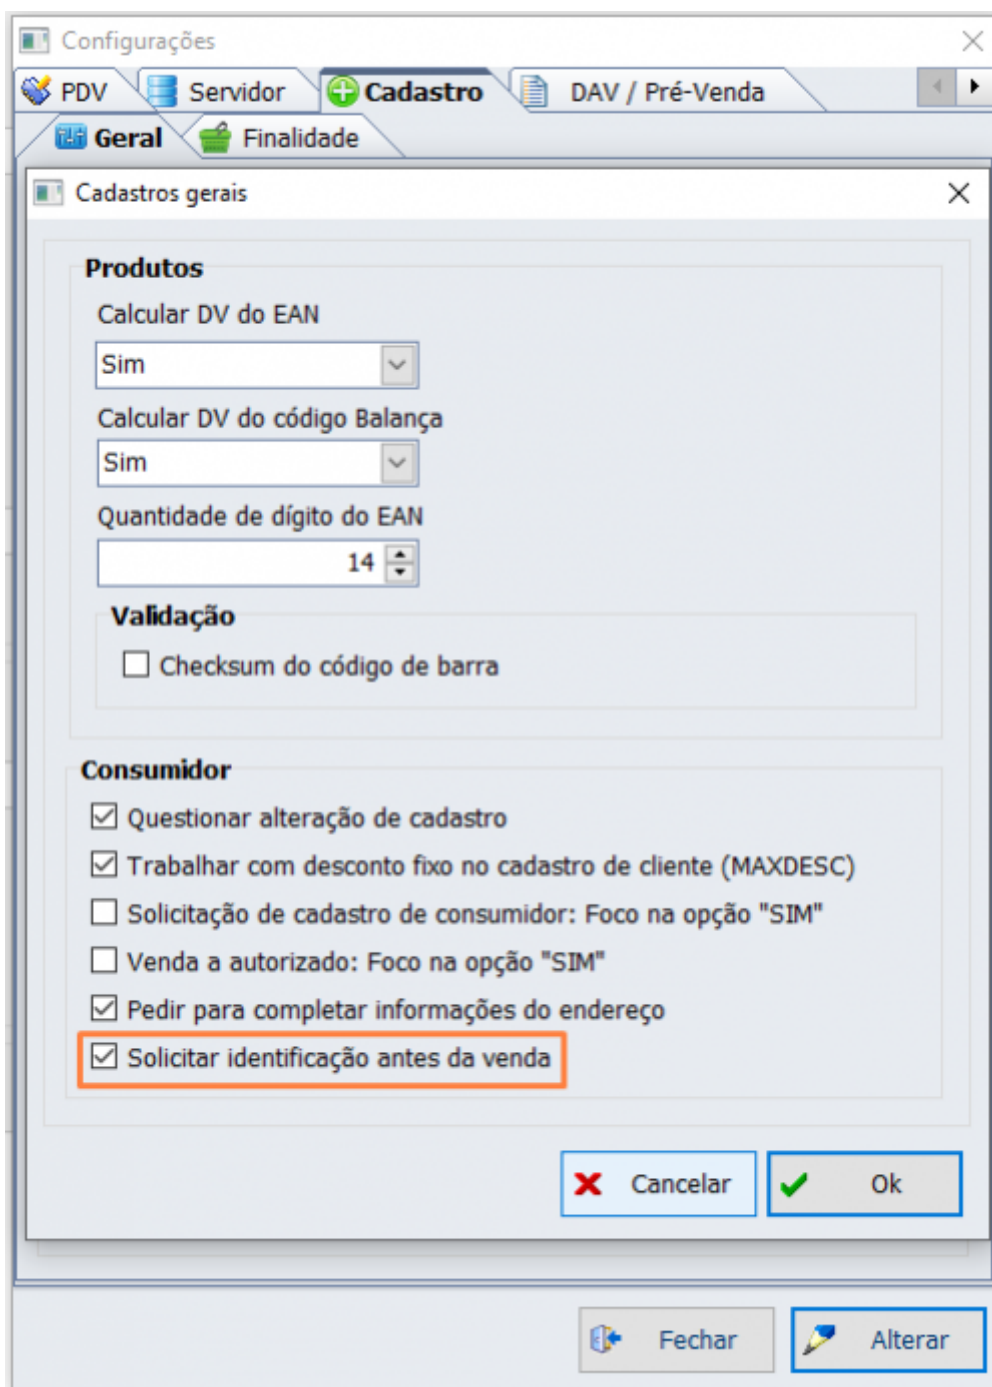 Configurações
PDV Servidor Cadastro DAV / Pré-Venda
Geral Finalidade
Cadastros gerais
Produtos
Calcular DV do EAN
Sim
Calcular DV do código Balança
Sim
Quantidade de dígito do EAN
14
Validação
Checksum do código de barra
Consumidor
Questionar alteração de cadastro
Trabalhar com desconto fixo no cadastro de cliente (MAXDESC)
Solicitação de cadastro de consumidor: Foco na opção "SIM"
Venda a autorizado: Foco na opção "SIM"
Pedir para completar informações do endereço
Solicitar identificação antes da venda
Cancelar Ok
Fechar Alterar